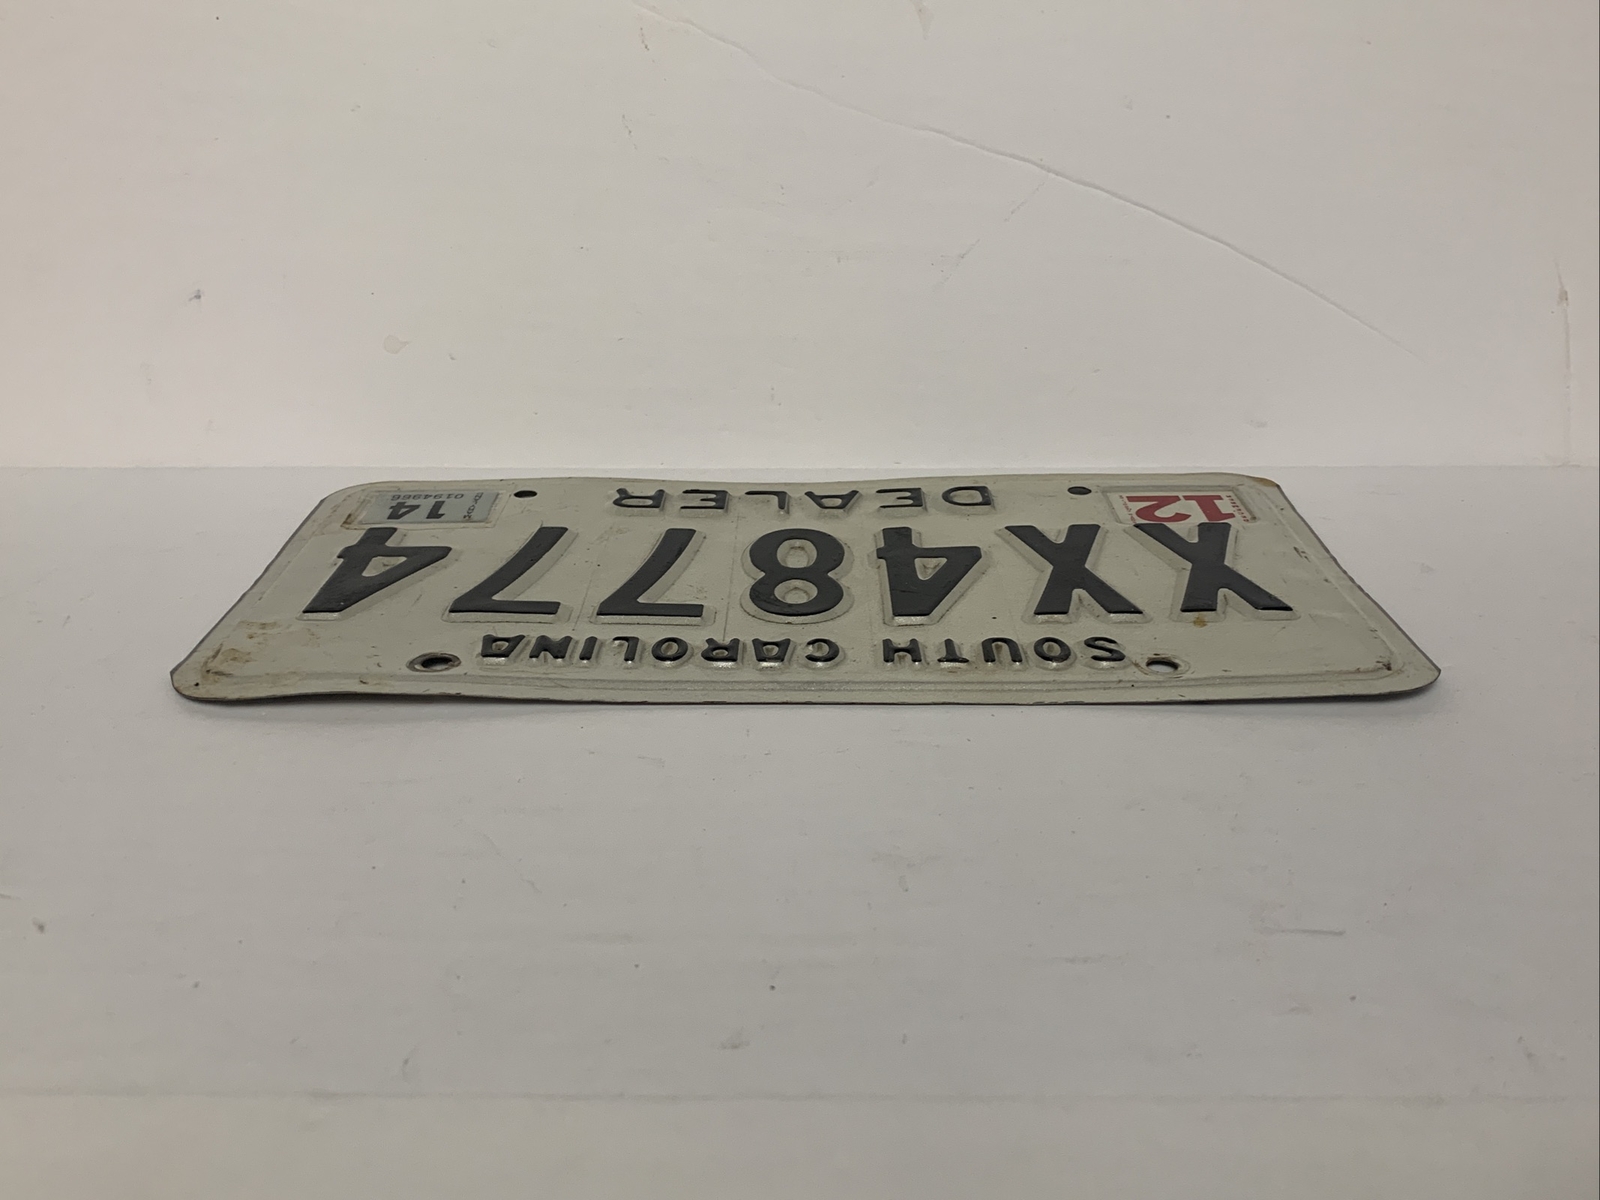 SOUTH CAROLINA
XX48774
12 DEALER 14